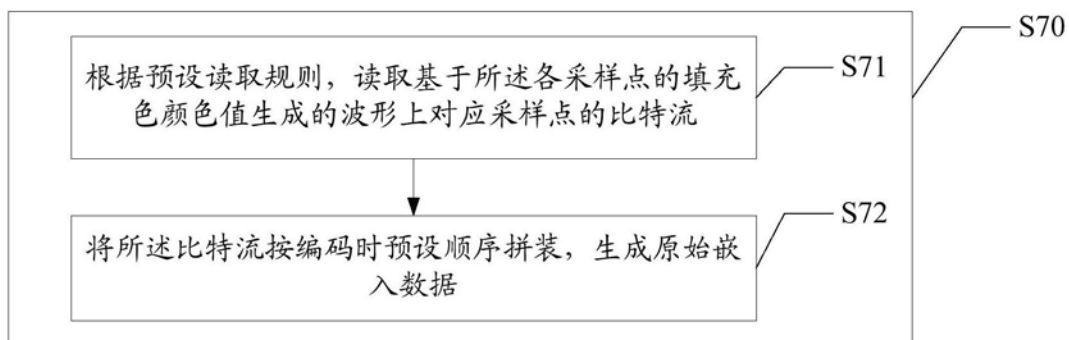 S70
根据预设读取规则，读取基于所述各采样点的填充
色颜色值生成的波形上对应采样点的比特流
S71
将所述比特流按编码时预设顺序拼装，生成原始嵌
入数据
S72